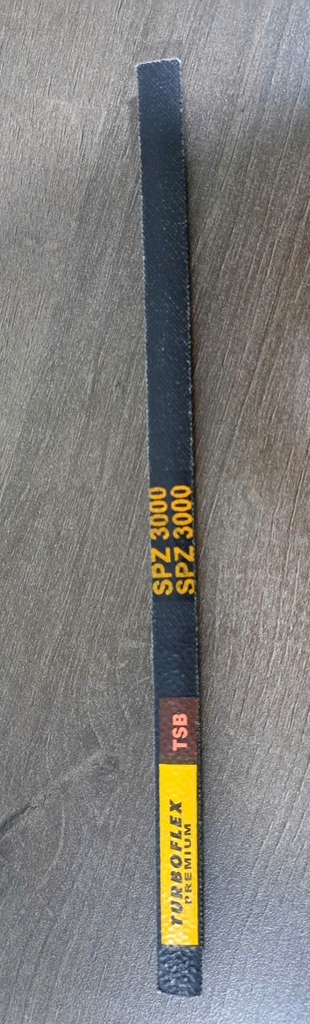 SPZ 3000
SPZ 3000
TSB
TURBOFLEX
PREMIUM